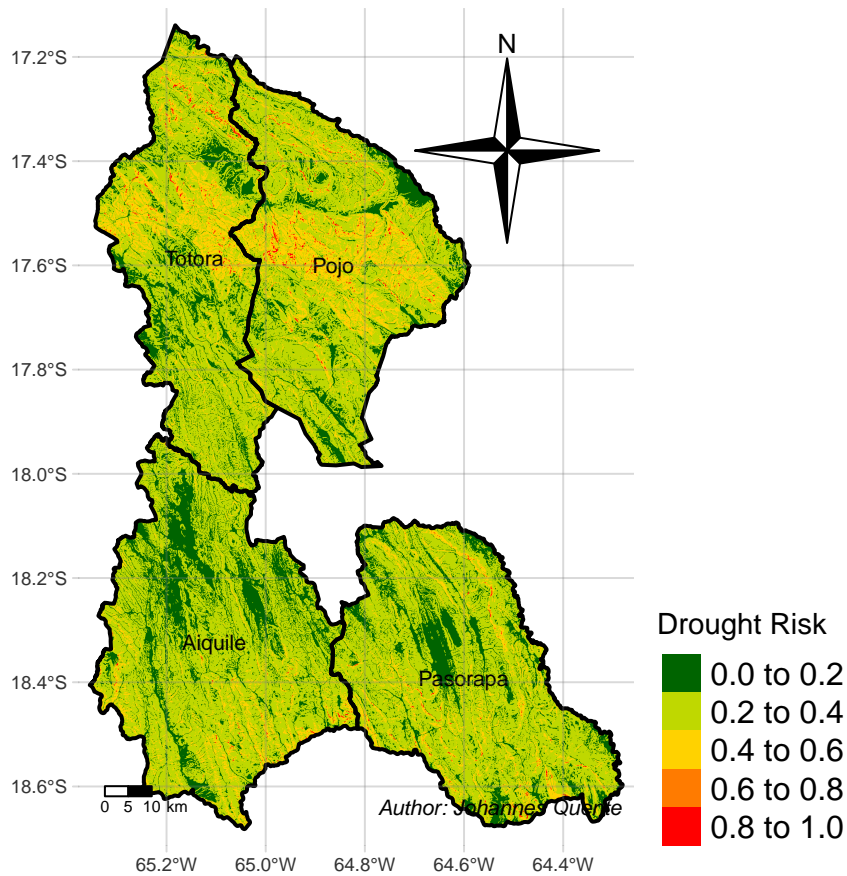 N
17.2°S
17.4°S
17.6°S
17.8°S
18.0°S
18.2°S
18.4°S
18.6°S
Totora
Pojo
Aiquile
Pasorapa
Drought Risk
0.0 to 0.2
0.2 to 0.4
0.4 to 0.6
0.6 to 0.8
0.8 to 1.0
0 5 10 km
Author: Johannes Quente
65.2°W 65.0°W 64.8°W 64.6°W 64.4°W